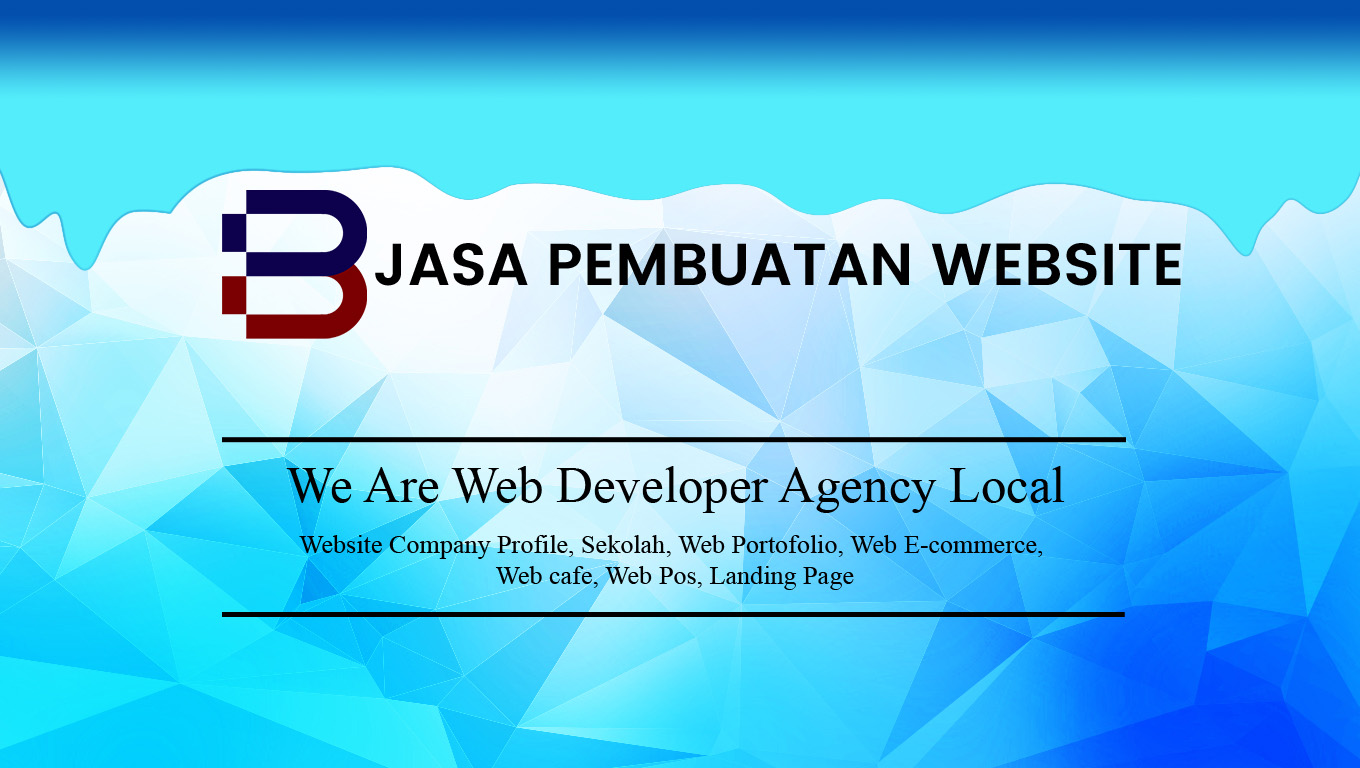 JASA PEMBUATAN WEBSITE
We Are Web Developer Agency Local
Website Company Profile, Sekolah, Web Portofolio, Web E-commerce,
Web cafe, Web Pos, Landing Page